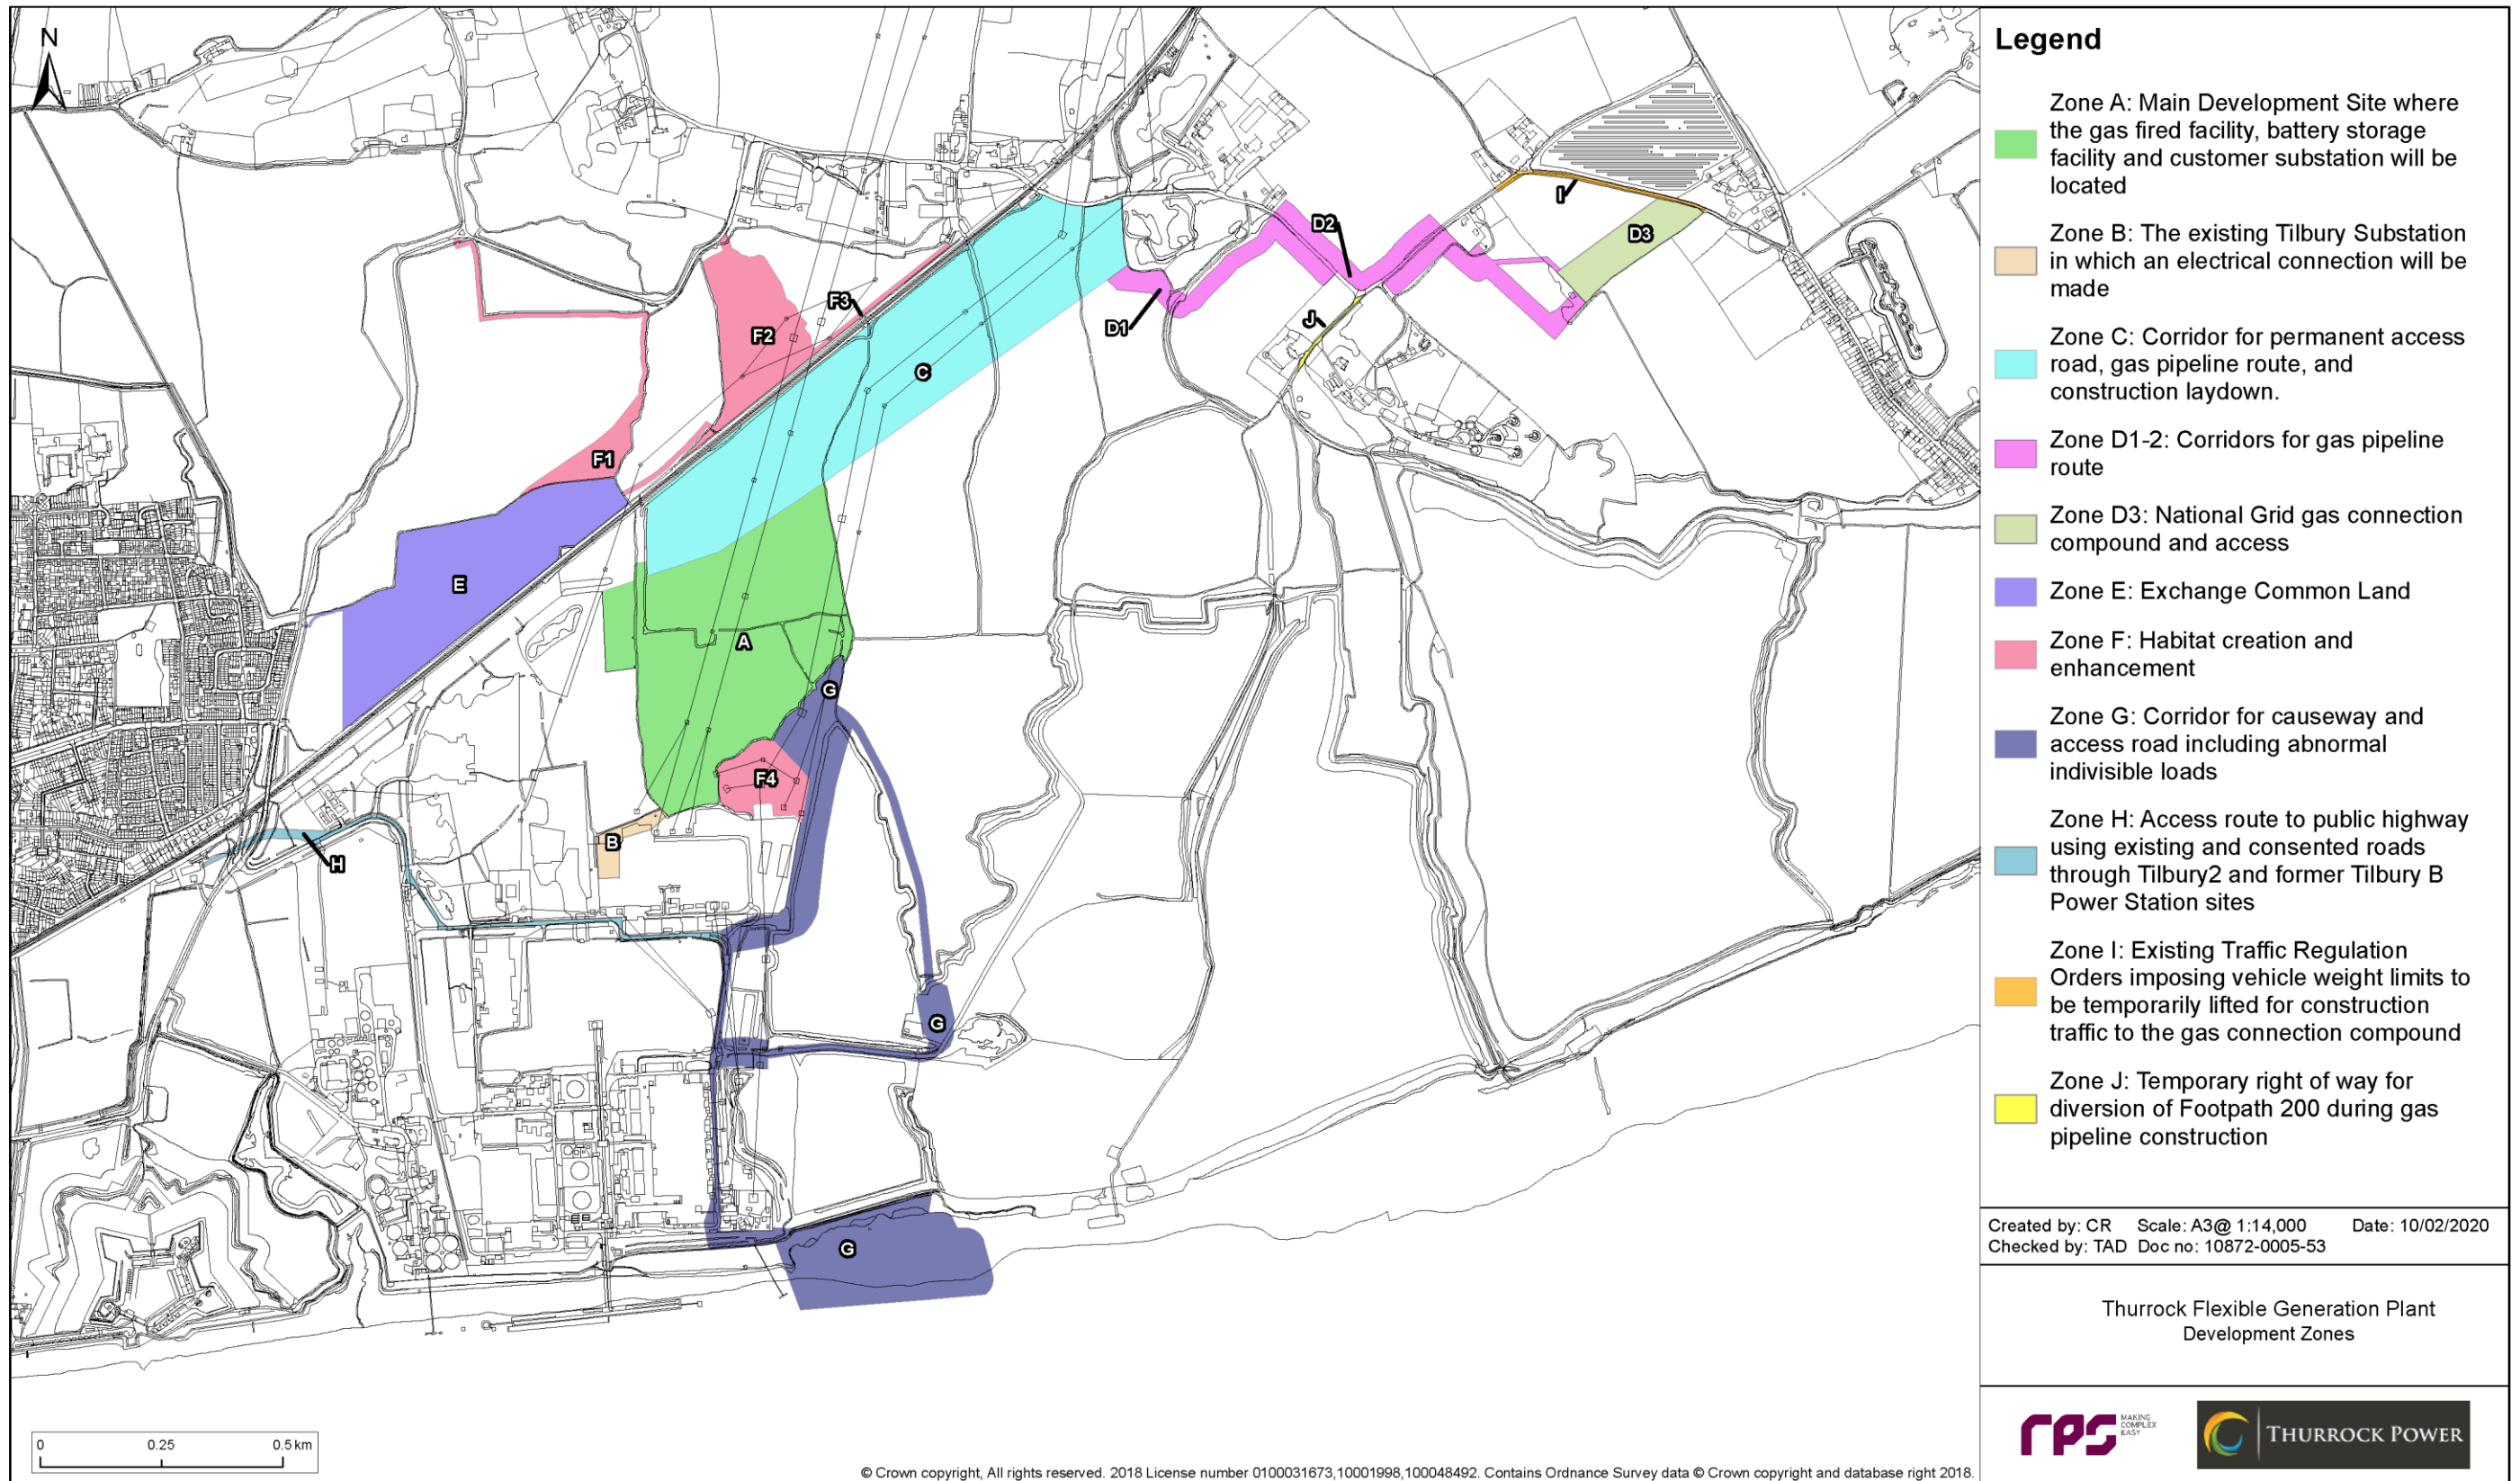 N
I
D2
D3
D1
J
F3
F2
C
F1
E
A
G
F4
B
H
G
G
0 0.25 0.5 km
© Crown copyright, All rights reserved. 2018 License number 0100031673,10001998,100048492. Contains Ordnance Survey data © Crown copyright and database right 2018.
Legend
Zone A: Main Development Site where
the gas fired facility, battery storage
facility and customer substation will be
located
Zone B: The existing Tilbury Substation
in which an electrical connection will be
made
Zone C: Corridor for permanent access
road, gas pipeline route, and
construction laydown.
Zone D1-2: Corridors for gas pipeline
route
Zone D3: National Grid gas connection
compound and access
Zone E: Exchange Common Land
Zone F: Habitat creation and
enhancement
Zone G: Corridor for causeway and
access road including abnormal
indivisible loads
Zone H: Access route to public highway
using existing and consented roads
through Tilbury2 and former Tilbury B
Power Station sites
Zone I: Existing Traffic Regulation
Orders imposing vehicle weight limits to
be temporarily lifted for construction
traffic to the gas connection compound
Zone J: Temporary right of way for
diversion of Footpath 200 during gas
pipeline construction
Created by: CR Scale: A3@ 1:14,000 Date: 10/02/2020
Checked by: TAD Doc no: 10872-0005-53
Thurrock Flexible Generation Plant
Development Zones
rps
MAKING
COMPLEX
EASY
THURROCK POWER